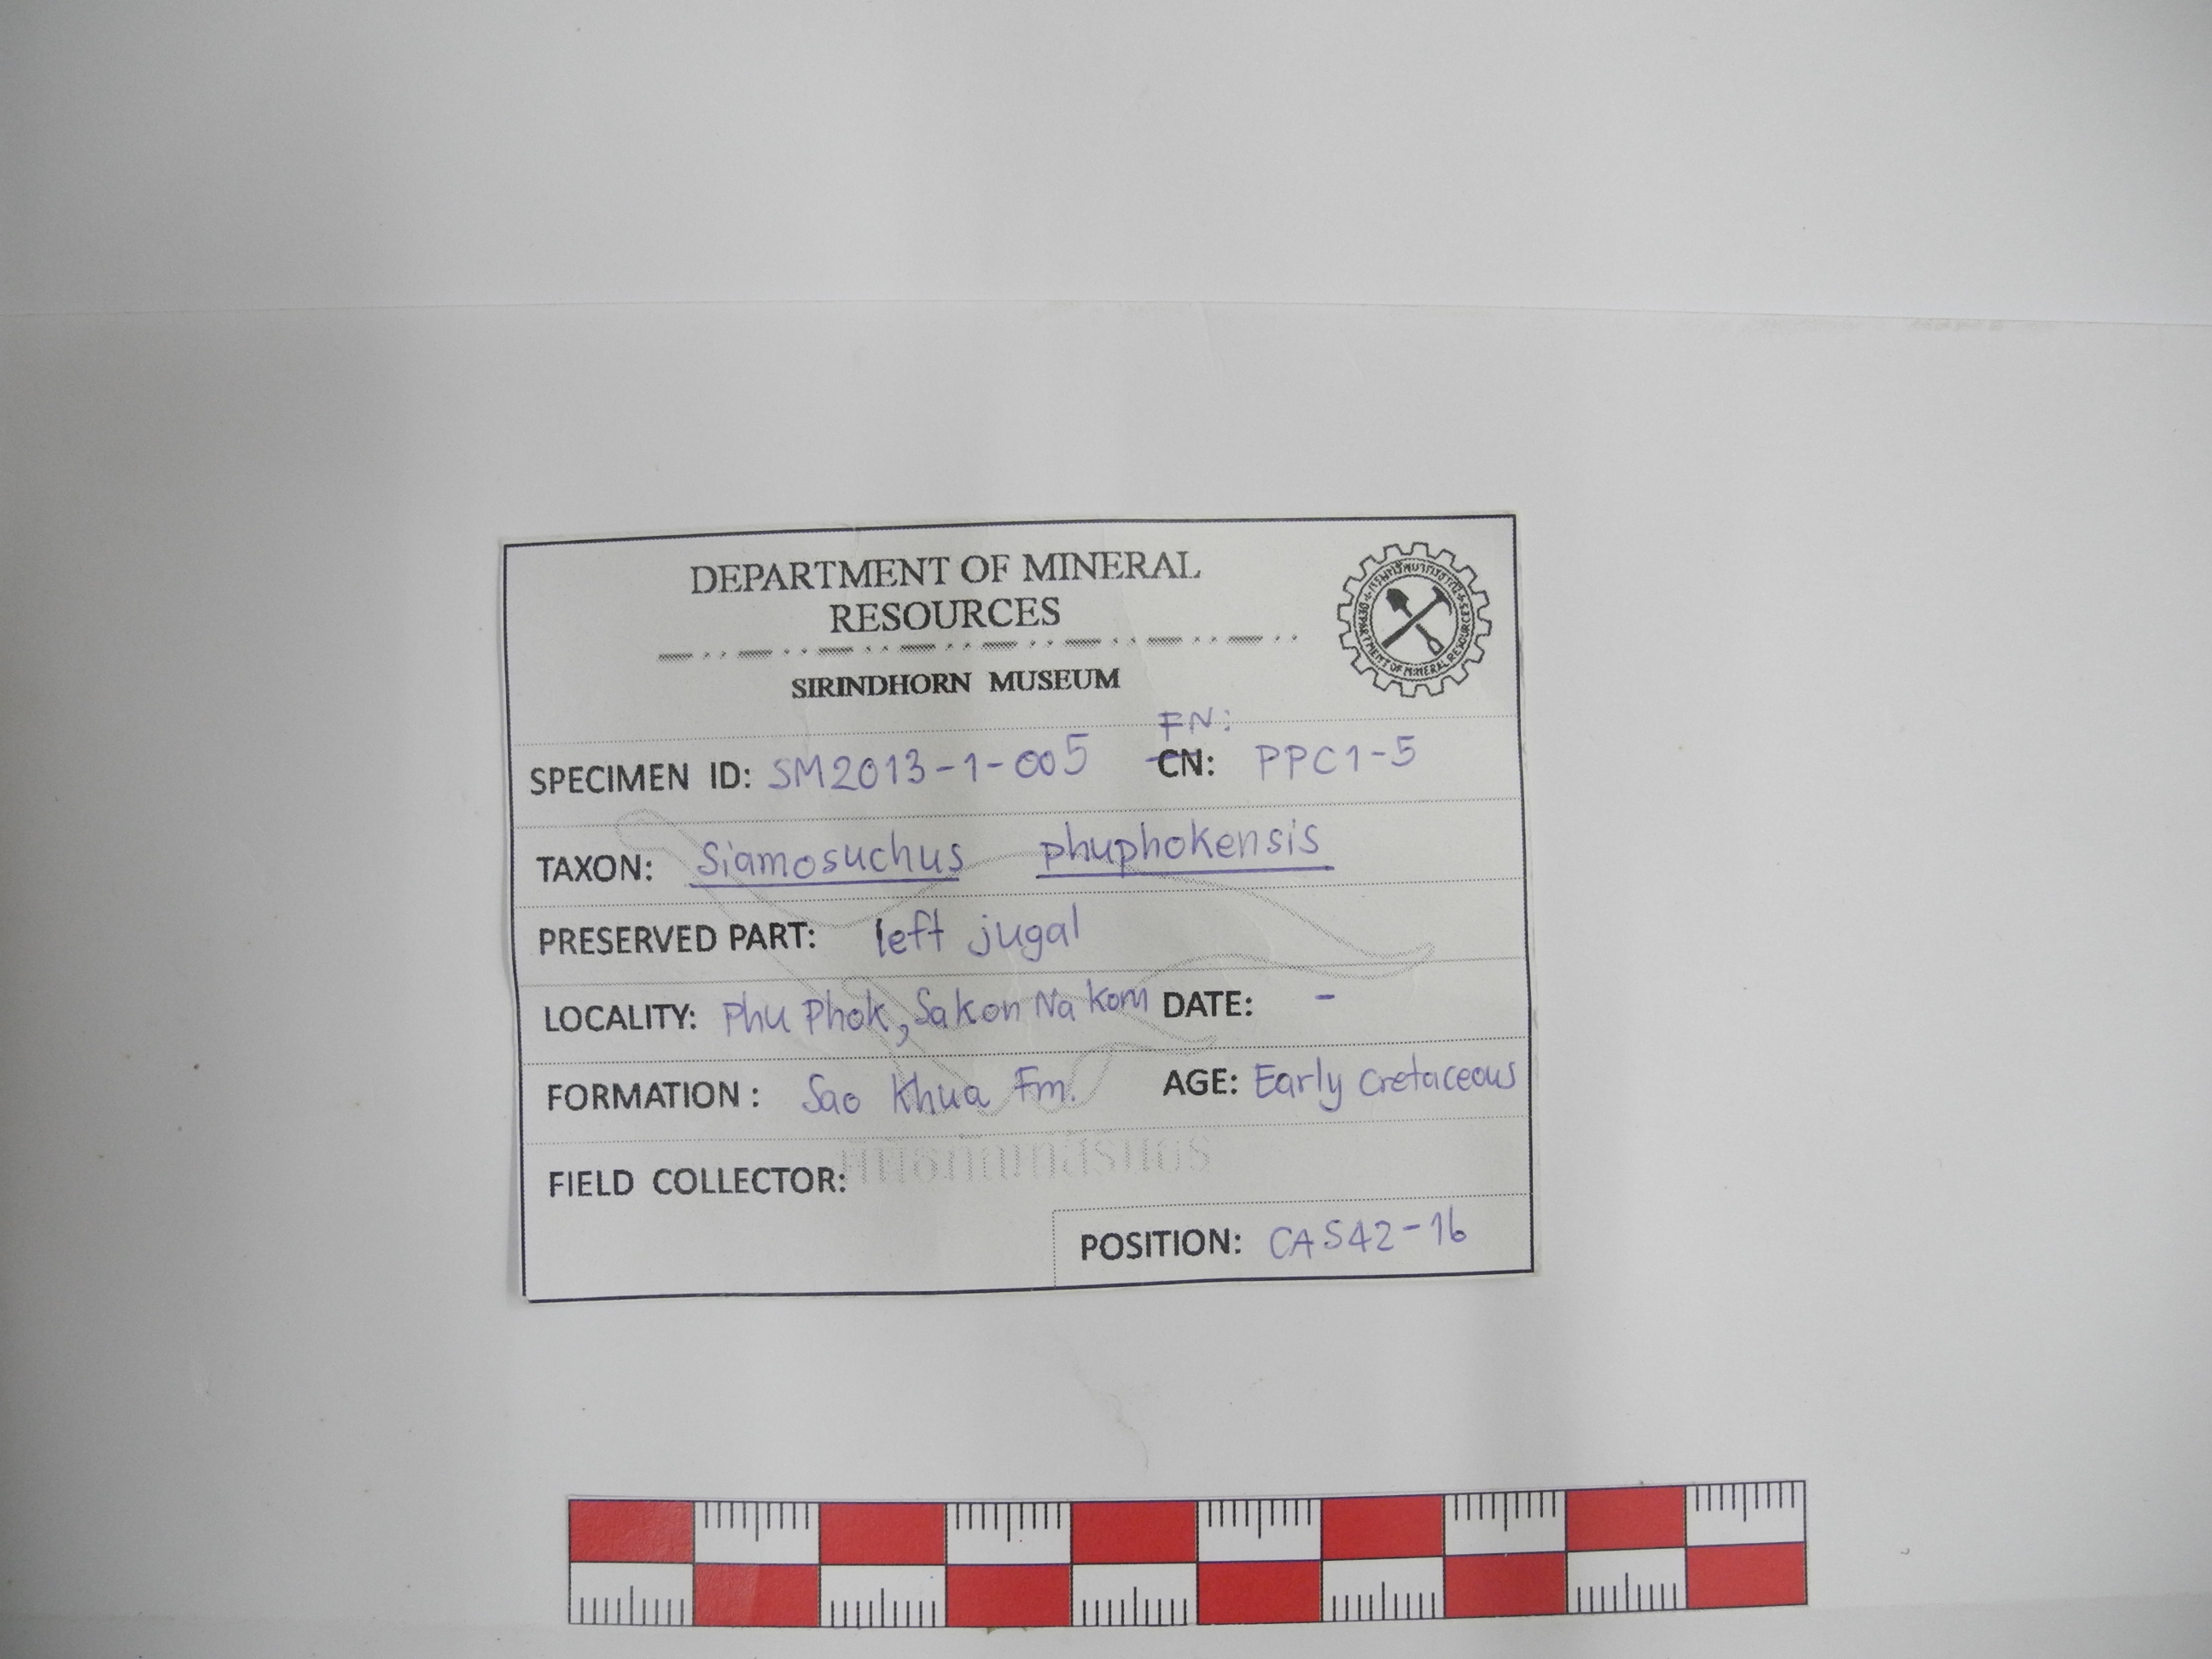 DEPARTMENT OF MINERAL
RESOURCES
SIRINDHORN MUSEUM
DEPARTMENT OF MINERAL RESOURCES
FN:
SPECIMEN ID: SM2013-1-005 CN: PPC1-5
TAXON: Siamosuchus phuphokensis
PRESERVED PART: left jugal
LOCALITY: Phu Phok, Sakon Nakorn DATE: -
FORMATION : Sao Khua Fm. AGE: Early Cretaceous
FIELD COLLECTOR:
POSITION: CAS42-16